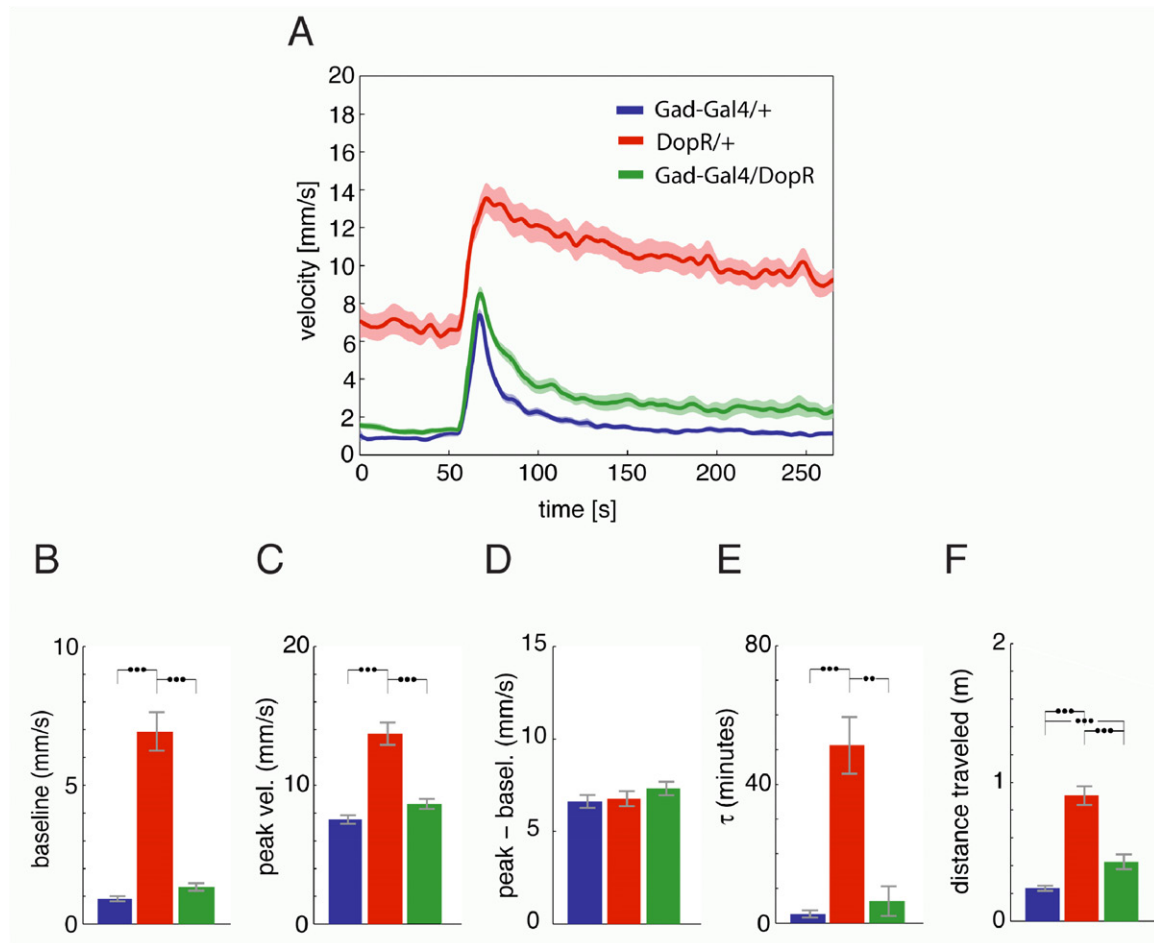 A
20
18
16
14
12
10
8
6
4
2
0
velocity [mm/s]
Gad-Gal4/+
DopR/+
Gad-Gal4/DopR
0 50 100 150 200 250
time [s]
B
10
5
0
baseline (mm/s)
C
20
10
0
peak vel. (mm/s)
D
15
10
5
0
peak – basel. (mm/s)
E
80
40
0
τ (minutes)
F
2
1
0
distance traveled (m)